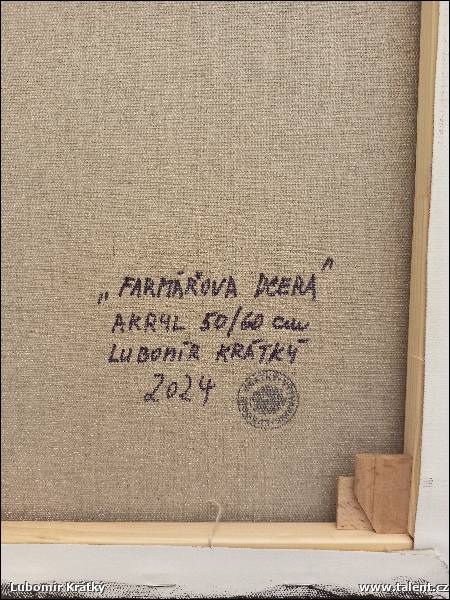 „FARMÁŘOVA DCERA"
AKRYL 50/60 cm
LUBOMÍR KRÁTKÝ
2024
Lubomír Krátký
www.talent.cz